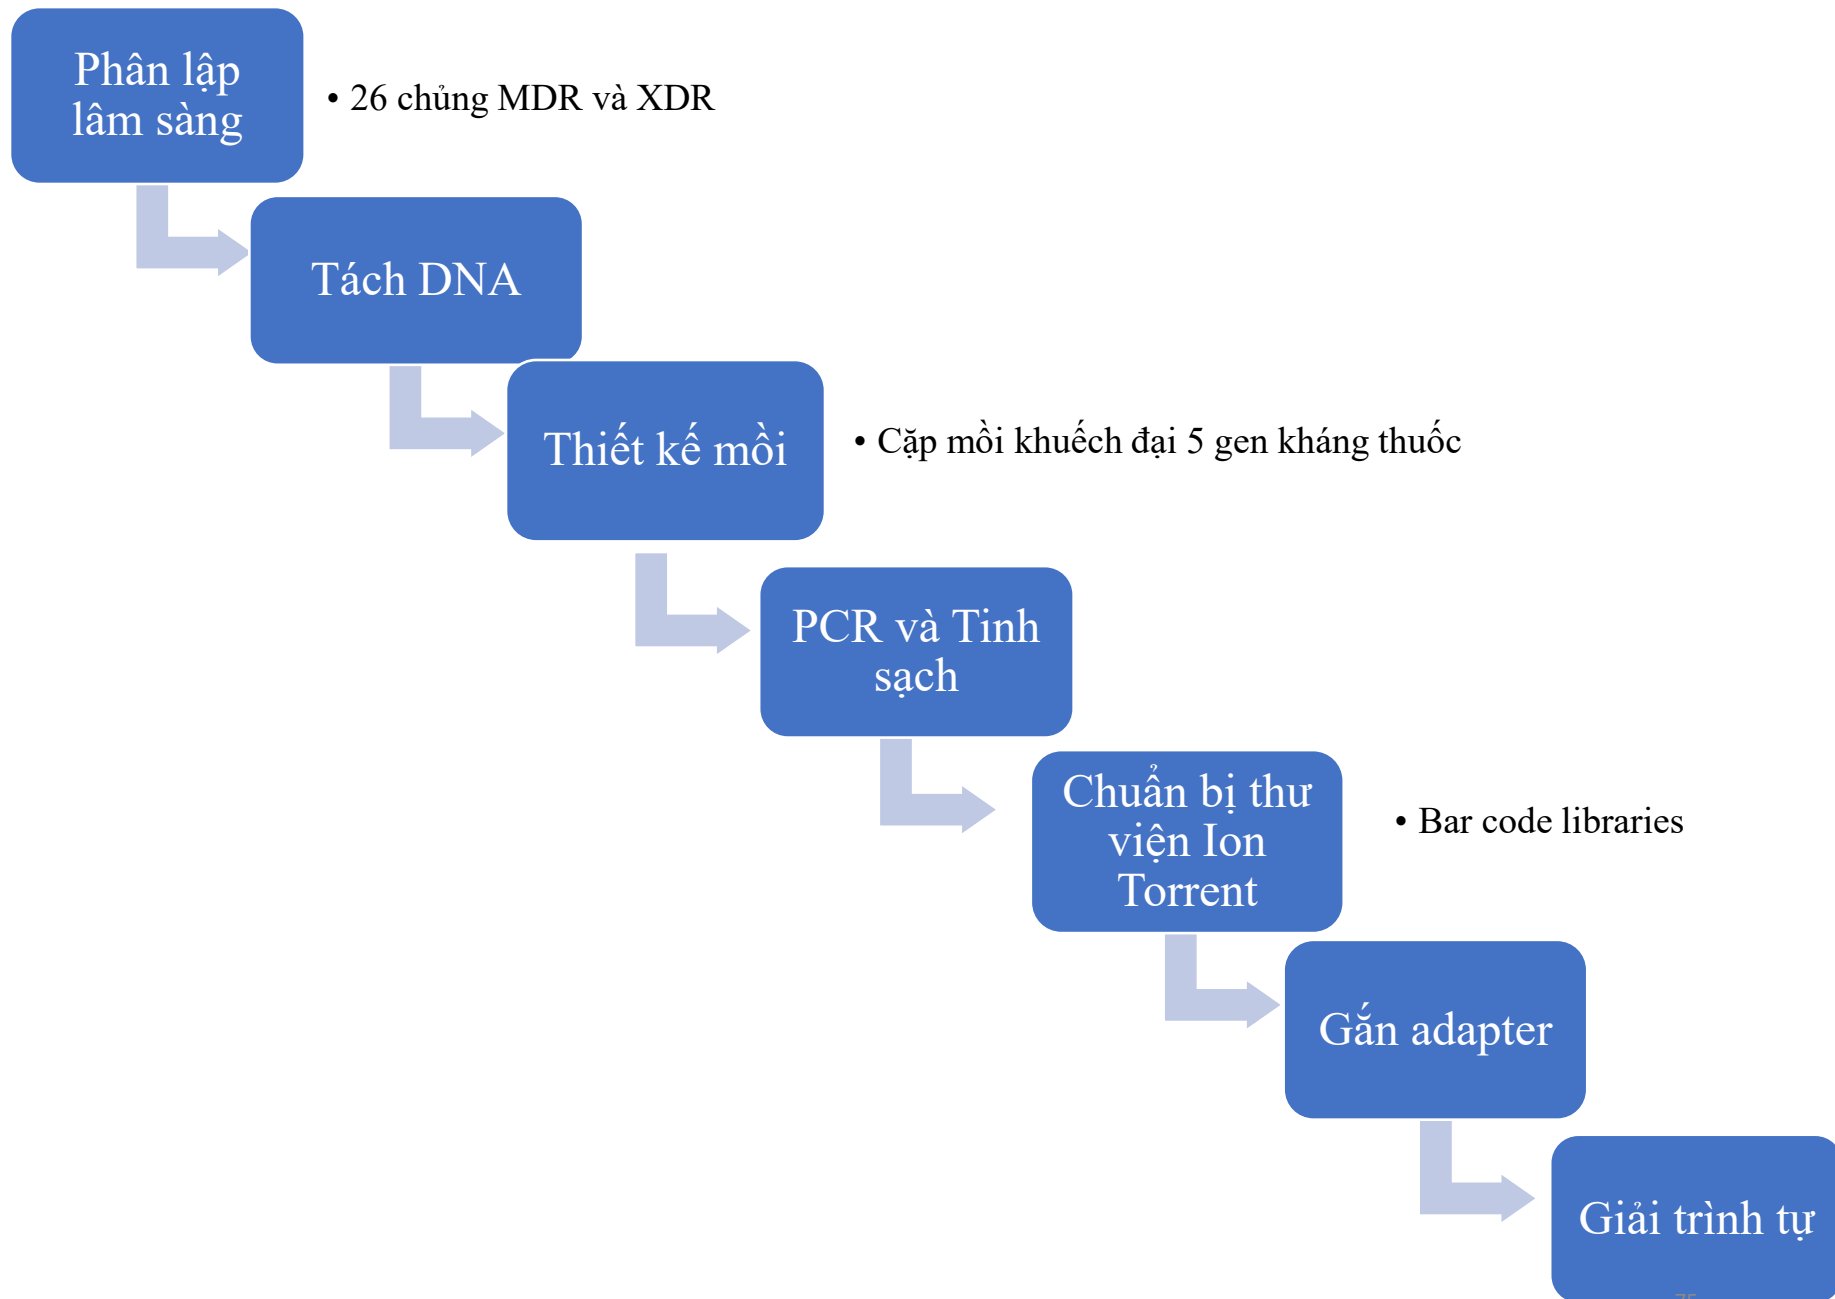 Phân lập
lâm sàng
• 26 chủng MDR và XDR
Tách DNA
Thiết kế mồi
• Cặp mồi khuếch đại 5 gen kháng thuốc
PCR và Tinh
sạch
Chuẩn bị thư
viện Ion
Torrent
• Bar code libraries
Gắn adapter
Giải trình tự